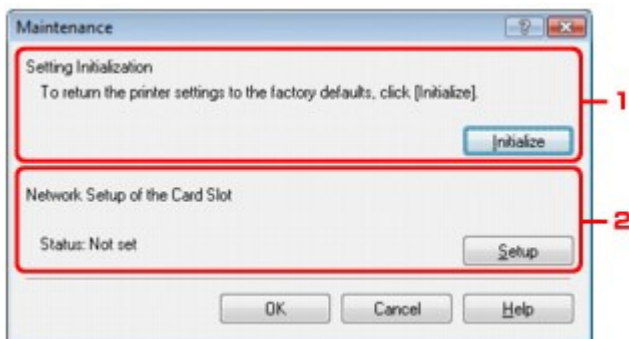 Maintenance
Setting Initialization
To return the printer settings to the factory defaults, click [Initialize].
1
Initialize
Network Setup of the Card Slot
2
Status: Not set
Setup
OK Cancel Help